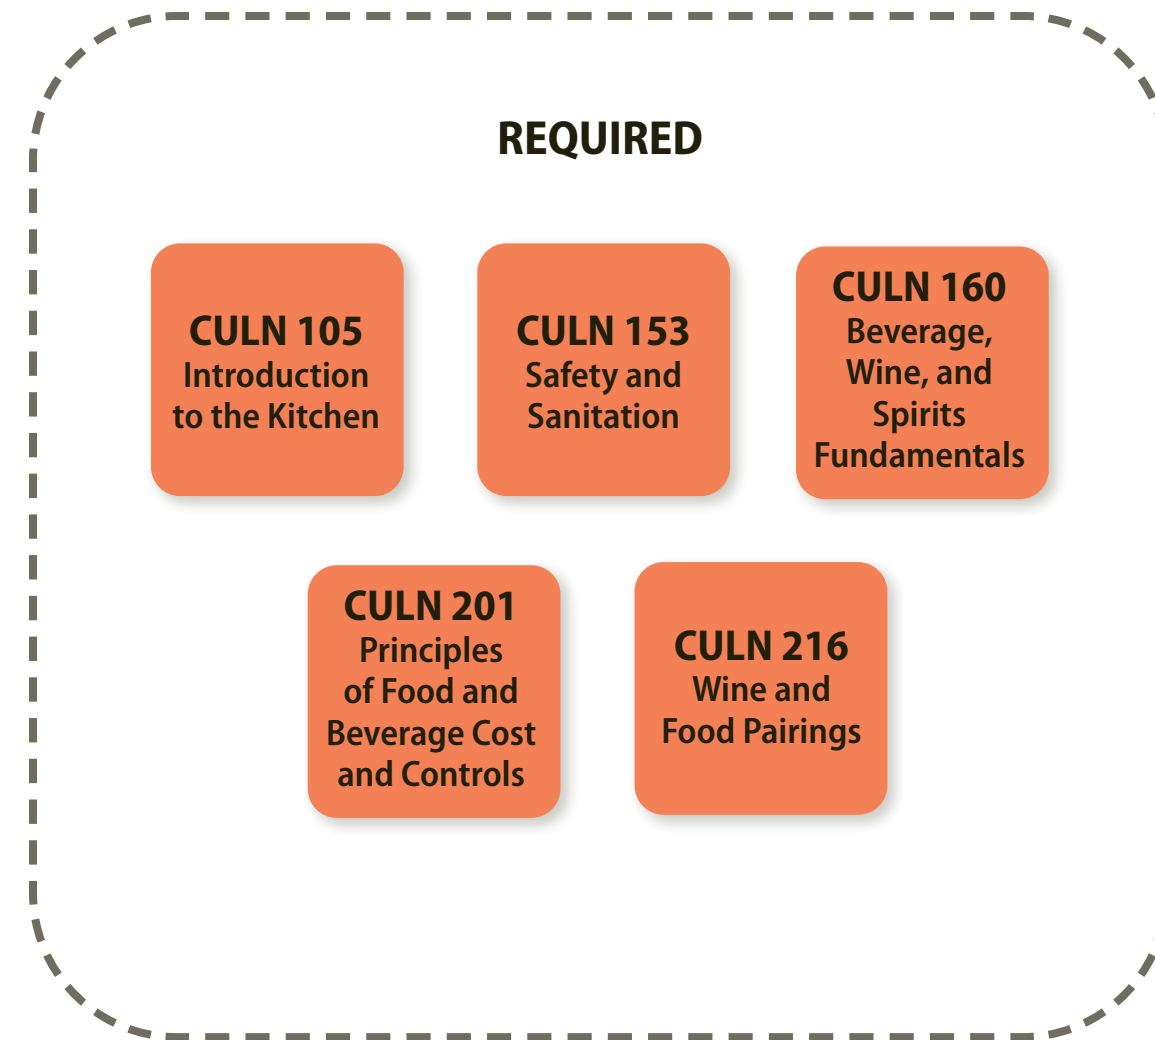 REQUIRED
CULN 105
Introduction
to the Kitchen
CULN 153
Safety and
Sanitation
CULN 160
Beverage,
Wine, and
Spirits
Fundamentals
CULN 201
Principles
of Food and
Beverage Cost
and Controls
CULN 216
Wine and
Food Pairings